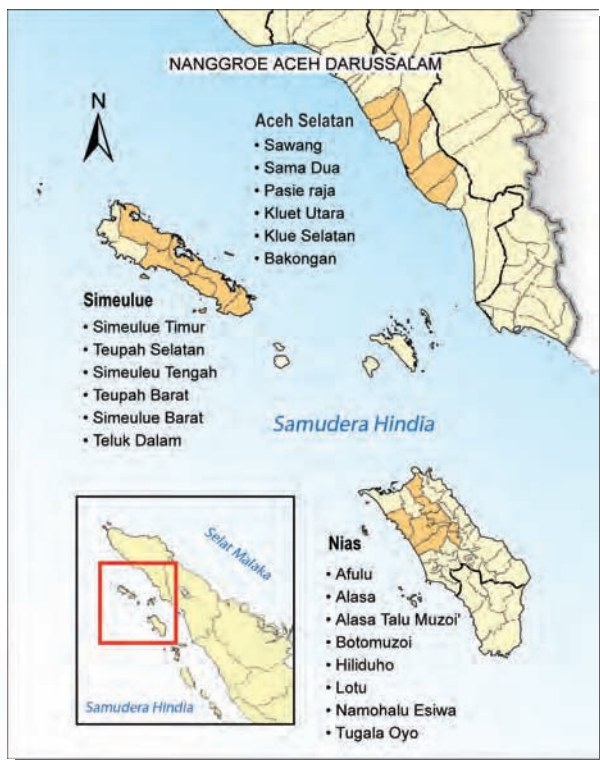 NANGGROE ACEH DARUSSALAM
N
Aceh Selatan
• Sawang
• Sama Dua
• Pasie raja
• Kluet Utara
• Klue Selatan
• Bakongan
Simeulue
• Simeulue Timur
• Teupah Selatan
• Simeuleu Tengah
• Teupah Barat
• Simeulue Barat
• Teluk Dalam
Samudera Hindia
Nias
• Afulu
• Alasa
• Alasa Talu Muzoi'
• Botomuzoi
• Hiliduho
• Lotu
• Namohalu Esiwa
• Tugala Oyo
Selat Malaka
Samudera Hindia